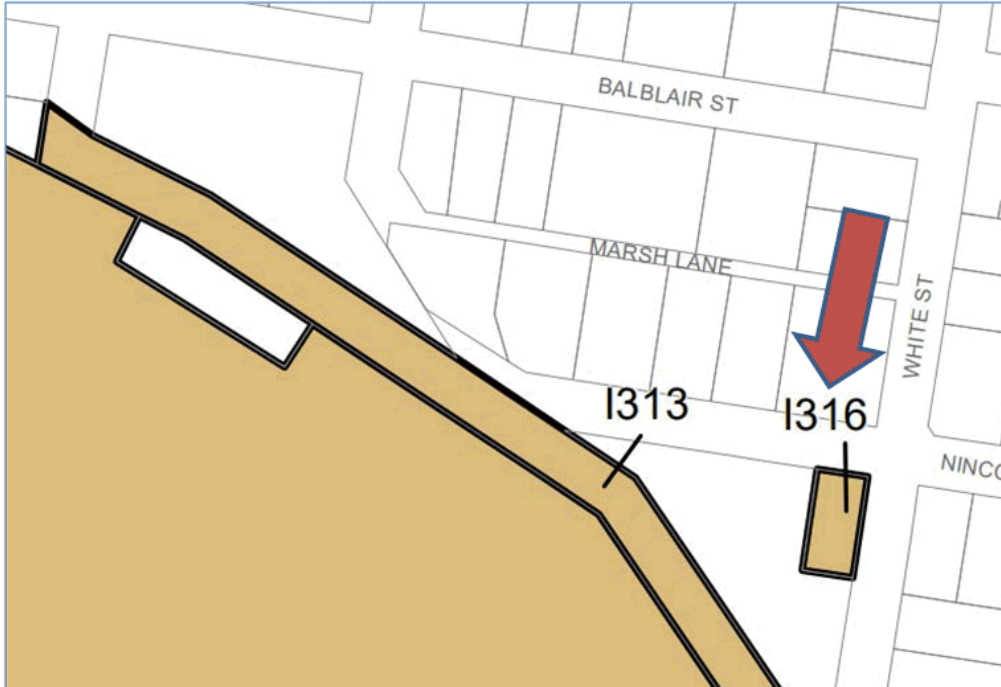 BALBLAIR ST
MARSH LANE
WHITE ST
I313
I316
NINCO